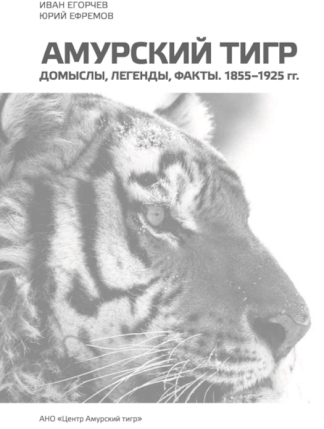 ИВАН ЕГОРЧЕВ
ЮРИЙ ЕФРЕМОВ
АМУРСКИЙ ТИГР
ДОМЫСЛЫ, ЛЕГЕНДЫ, ФАКТЫ. 1855–1925 гг.
АНО «Центр Амурский тигр»